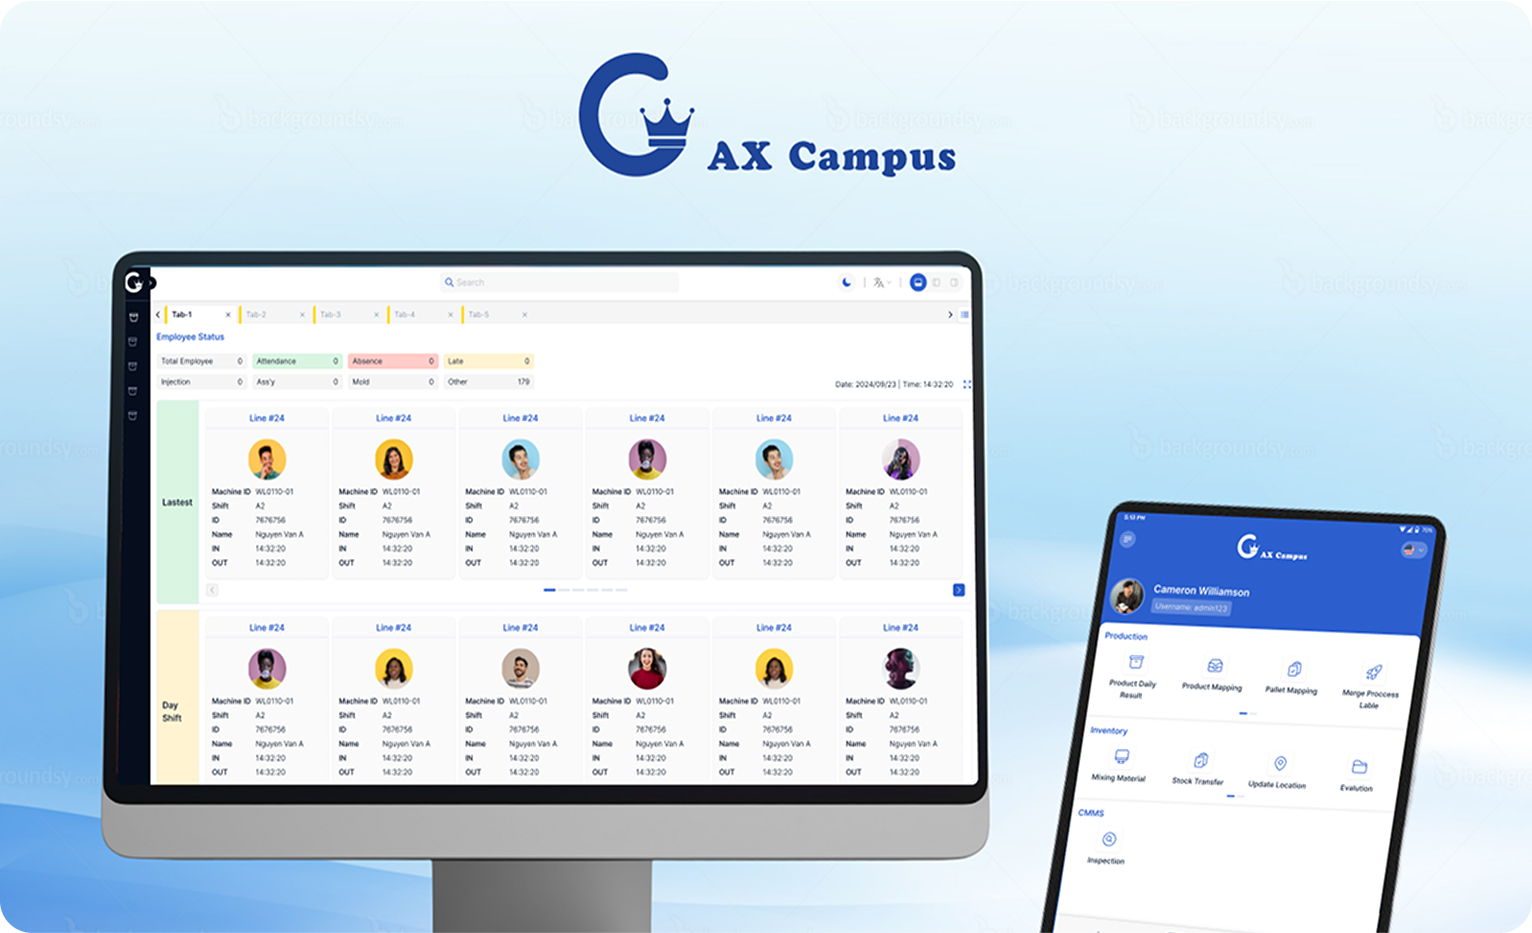 AX Campus
Search
Tab-1 Tab-2 Tab-3 Tab-4 Tab-5
Employee Status
Total Employee 0 Attendance 0 Absence 0 Late 0
Injection 0 Ass'y 0 Mold 0 Other 179
Date: 2024/09/23 | Time: 14:32:20
Lastest
Line #24 Line #24 Line #24 Line #24 Line #24 Line #24
Machine ID WL0110-01 Machine ID WL0110-01 Machine ID WL0110-01 Machine ID WL0110-01 Machine ID WL0110-01 Machine ID WL0110-01
Shift A2 Shift A2 Shift A2 Shift A2 Shift A2 Shift A2
ID 7676756 ID 7676756 ID 7676756 ID 7676756 ID 7676756 ID 7676756
Name Nguyen Van A Name Nguyen Van A Name Nguyen Van A Name Nguyen Van A Name Nguyen Van A Name Nguyen Van A
IN 14:32:20 IN 14:32:20 IN 14:32:20 IN 14:32:20 IN 14:32:20 IN 14:32:20
OUT 14:32:20 OUT 14:32:20 OUT 14:32:20 OUT 14:32:20 OUT 14:32:20 OUT 14:32:20
Day
Shift
Line #24 Line #24 Line #24 Line #24 Line #24 Line #24
Machine ID WL0110-01 Machine ID WL0110-01 Machine ID WL0110-01 Machine ID WL0110-01 Machine ID WL0110-01 Machine ID WL0110-01
Shift A2 Shift A2 Shift A2 Shift A2 Shift A2 Shift A2
ID 7676756 ID 7676756 ID 7676756 ID 7676756 ID 7676756 ID 7676756
Name Nguyen Van A Name Nguyen Van A Name Nguyen Van A Name Nguyen Van A Name Nguyen Van A Name Nguyen Van A
IN 14:32:20 IN 14:32:20 IN 14:32:20 IN 14:32:20 IN 14:32:20 IN 14:32:20
OUT 14:32:20 OUT 14:32:20 OUT 14:32:20 OUT 14:32:20 OUT 14:32:20 OUT 14:32:20
5:13 PM 70%
AX Campus
Cameron Williamson
Username: admin123
Production
Product Daily
Result
Product Mapping
Pallet Mapping
Merge Proccess
Lable
Inventory
Mixing Material
Stock Transfer
Update Location
Evalution
CMMS
Inspection
backgroundsy.com